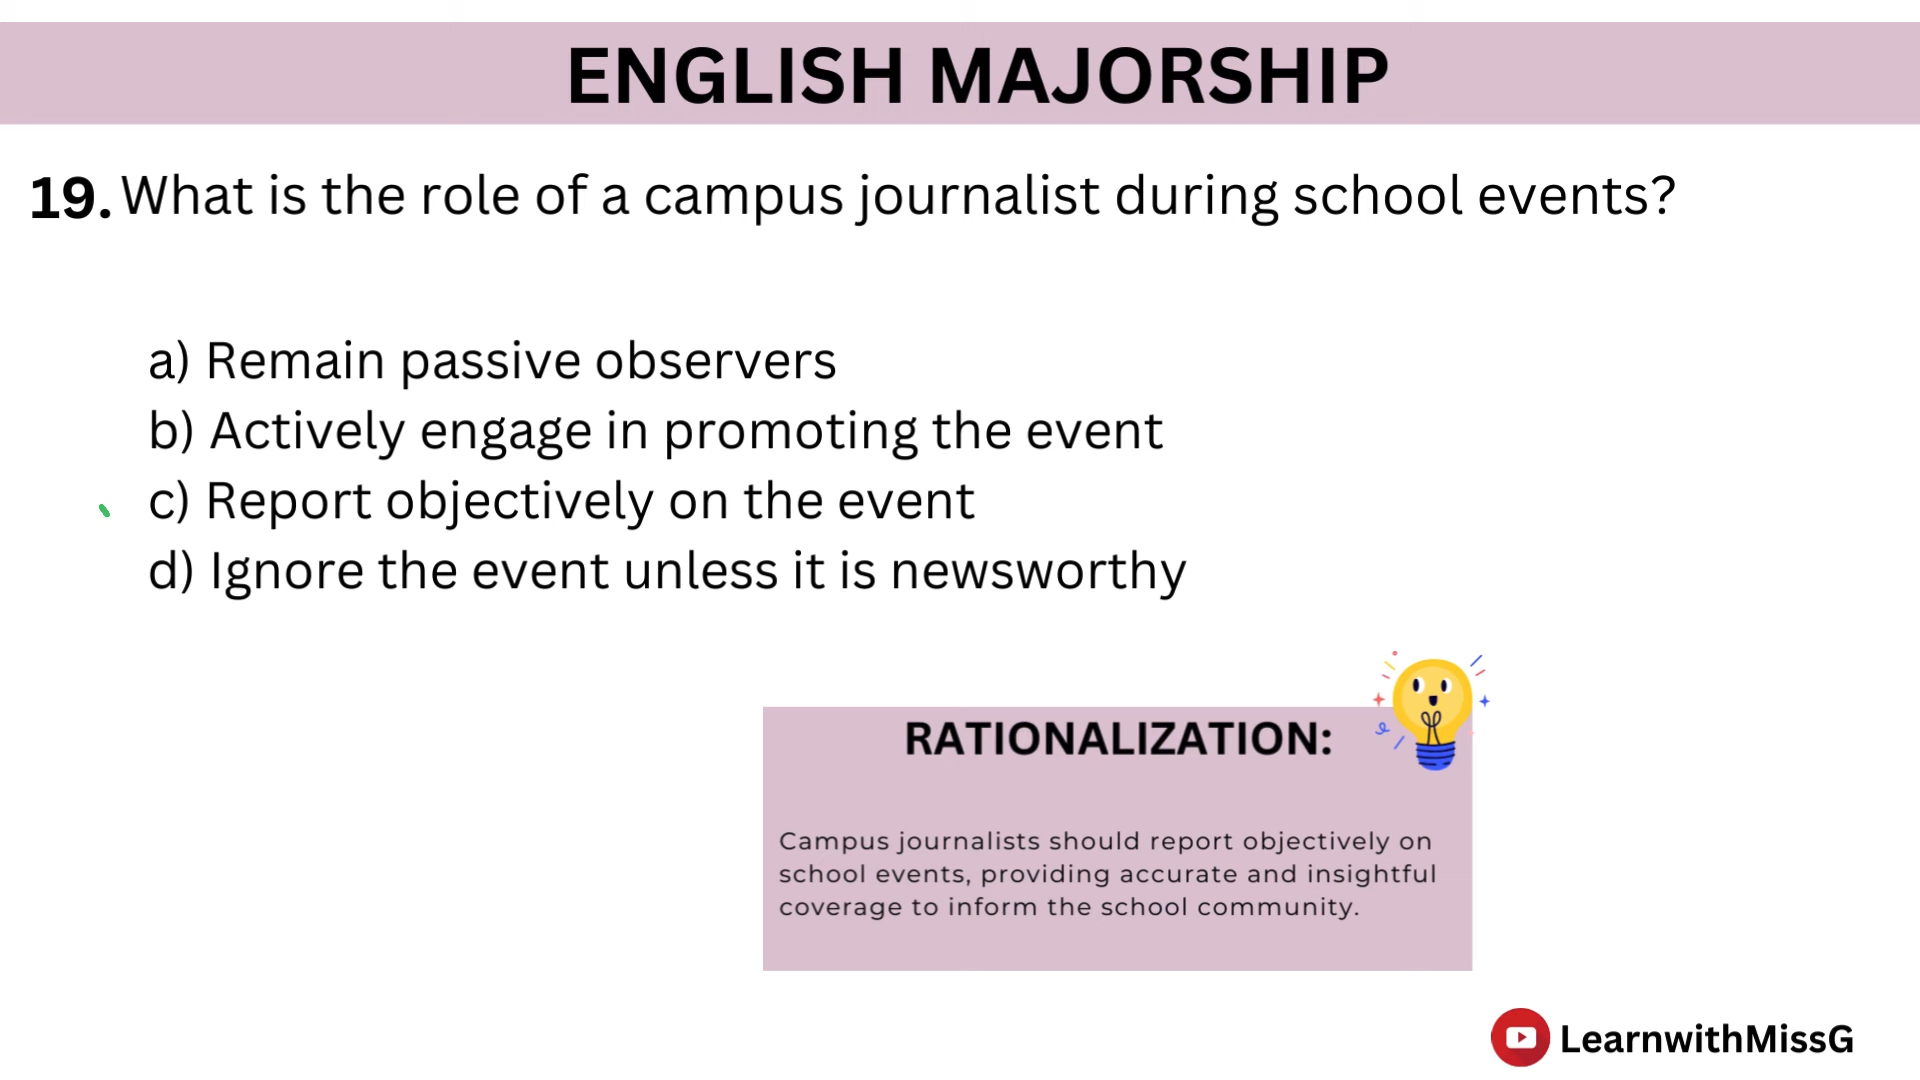 ENGLISH MAJORSHIP
19. What is the role of a campus journalist during school events?
a) Remain passive observers
b) Actively engage in promoting the event
c) Report objectively on the event
d) Ignore the event unless it is newsworthy
RATIONALIZATION:
Campus journalists should report objectively on
school events, providing accurate and insightful
coverage to inform the school community.
LearnwithMissG